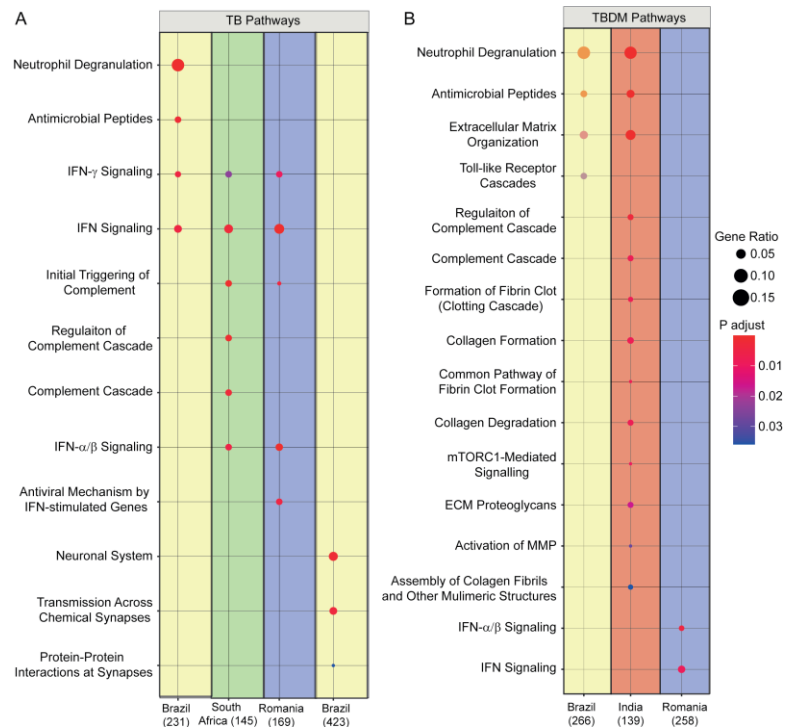 A
TB Pathways
Neutrophil Degranulation
Antimicrobial Peptides
IFN-γ Signaling
IFN Signaling
Initial Triggering of
Complement
Regulaiton of
Complement Cascade
Complement Cascade
IFN-α/β Signaling
Antiviral Mechanism by
IFN-stimulated Genes
Neuronal System
Transmission Across
Chemical Synapses
Protein-Protein
Interactions at Synapses
Brazil
(231)
South
Africa (145)
Romania
(169)
Brazil
(423)
B
TBDM Pathways
Neutrophil Degranulation
Antimicrobial Peptides
Extracellular Matrix
Organization
Toll-like Receptor
Cascades
Regulaiton of
Complement Cascade
Complement Cascade
Formation of Fibrin Clot
(Clotting Cascade)
Collagen Formation
Common Pathway of
Fibrin Clot Formation
Collagen Degradation
mTORC1-Mediated
Signalling
ECM Proteoglycans
Activation of MMP
Assembly of Colagen Fibrils
and Other Mulimeric Structures
IFN-α/β Signaling
IFN Signaling
Brazil
(266)
India
(139)
Romania
(258)
Gene Ratio
0.05
0.10
0.15
P adjust
0.01
0.02
0.03